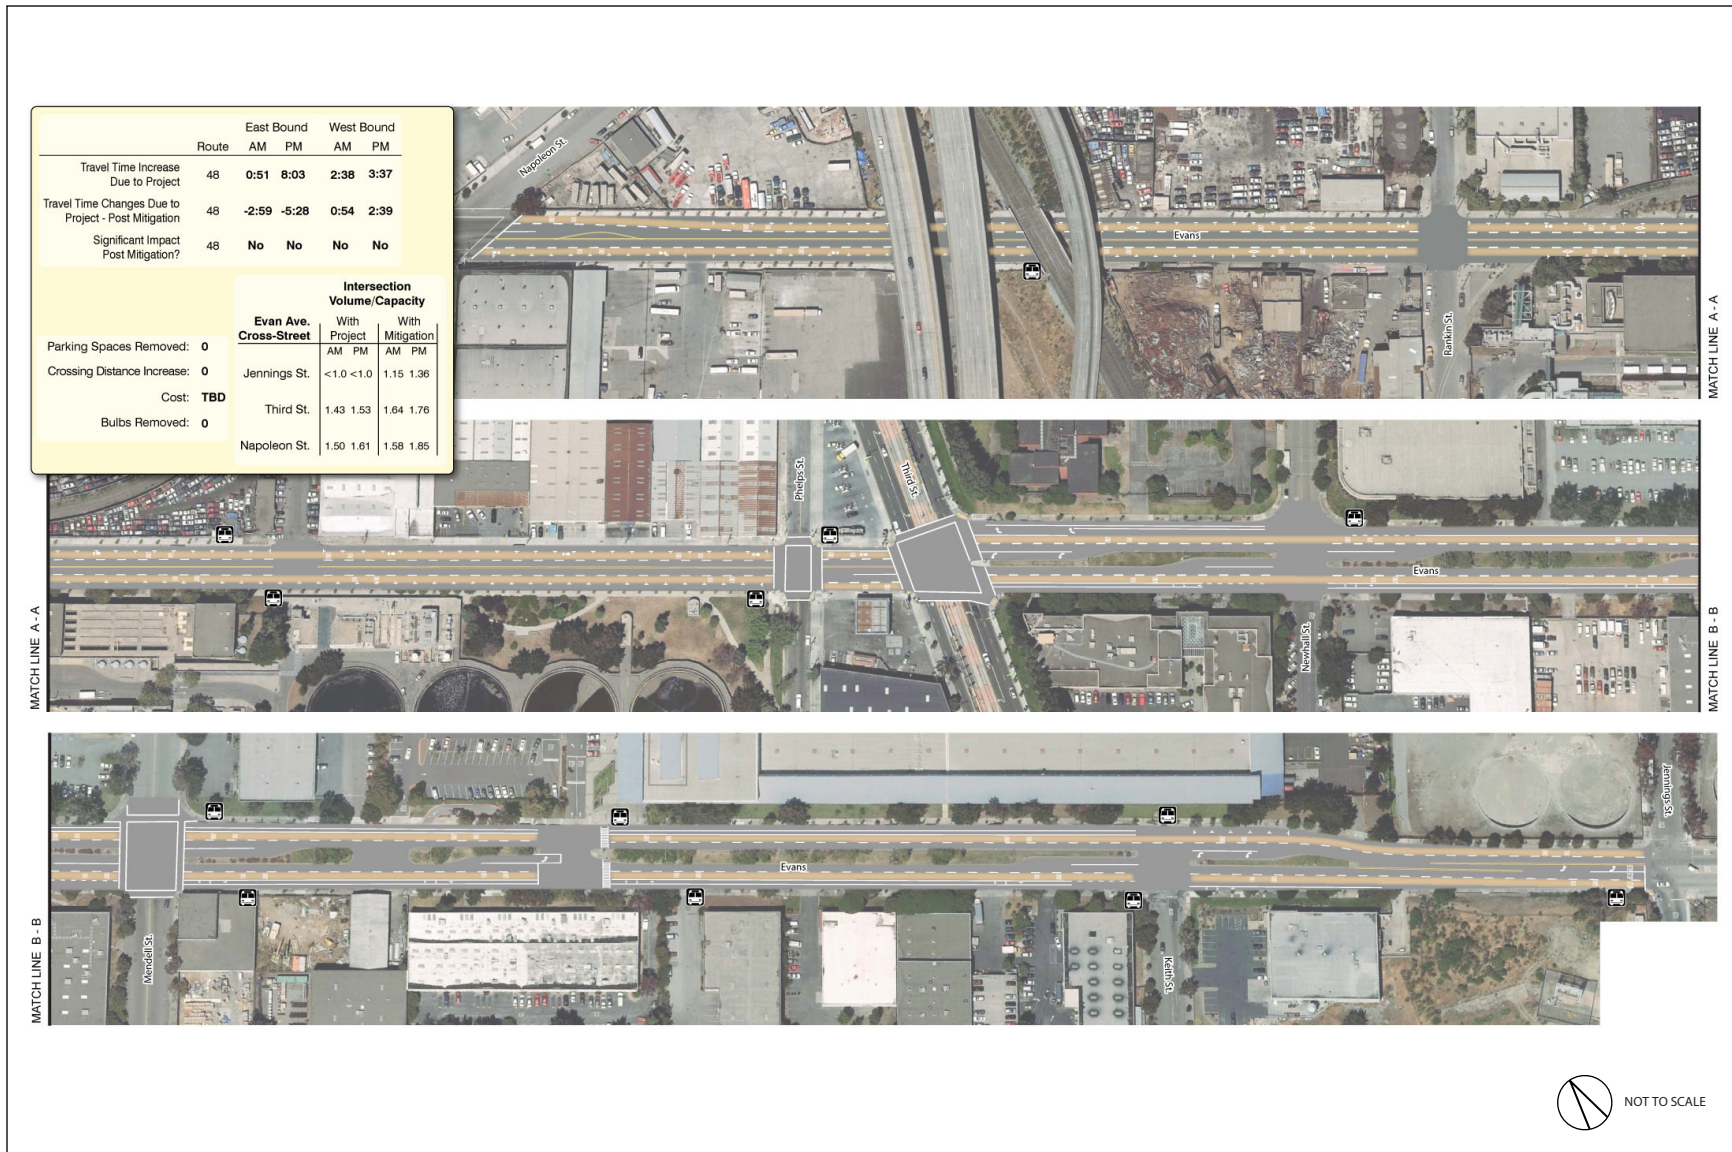 East Bound West Bound
Route AM PM AM PM
Travel Time Increase
Due to Project 48 0:51 8:03 2:38 3:37
Travel Time Changes Due to
Project - Post Mitigation 48 -2:59 -5:28 0:54 2:39
Significant Impact
Post Mitigation? 48 No No No No
Intersection
Volume/Capacity
Evan Ave. With With
Cross-Street Project Mitigation
AM PM AM PM
Jennings St. <1.0 <1.0 1.15 1.36
Third St. 1.43 1.53 1.64 1.76
Napoleon St. 1.50 1.61 1.58 1.85
Parking Spaces Removed: 0
Crossing Distance Increase: 0
Cost: TBD
Bulbs Removed: 0
Napoleon St.
Evans
Rankin St.
MATCH LINE A - A
MATCH LINE A - A
Phelps St.
Third St.
Evans
Newhall St.
MATCH LINE B - B
MATCH LINE B - B
Mendell St.
Evans
Keith St.
Jennings St.
NOT TO SCALE